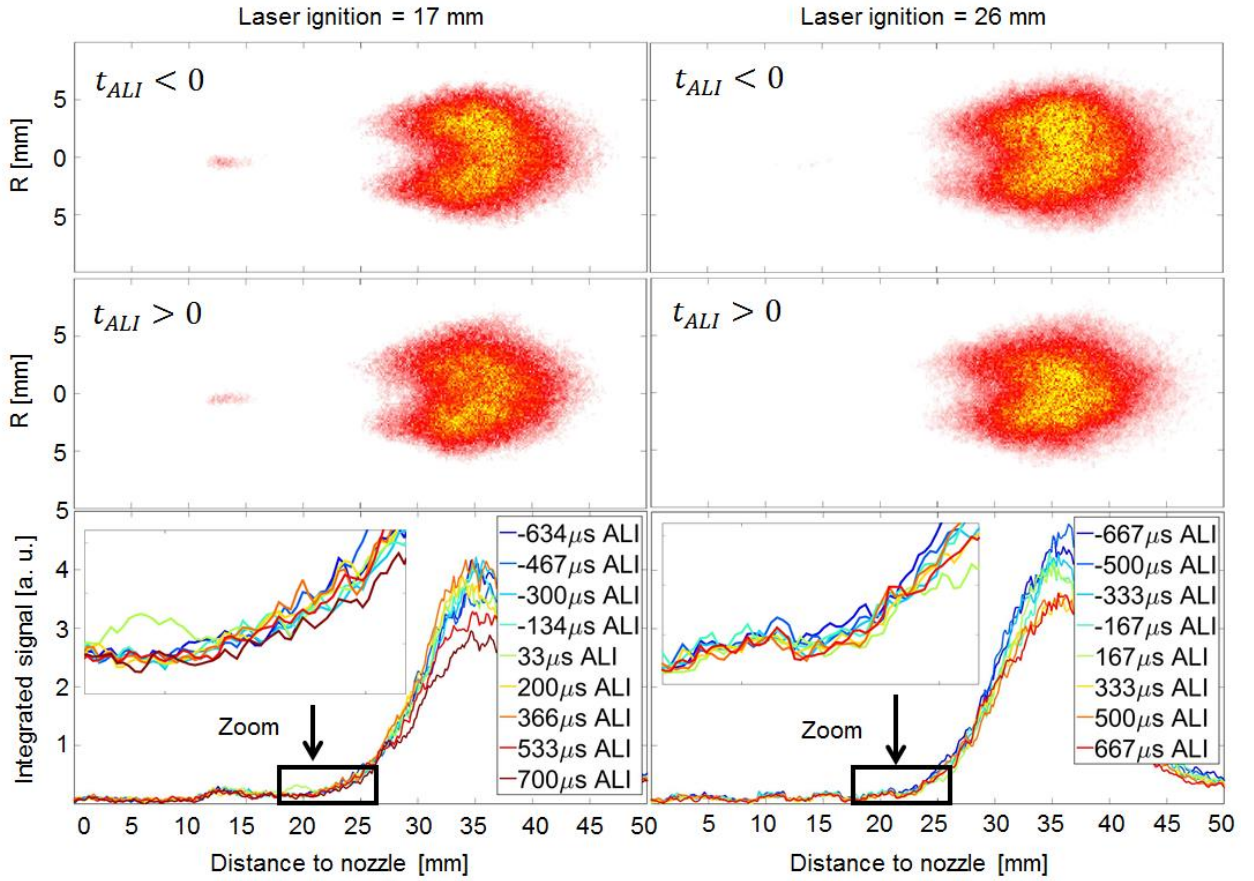 Laser ignition = 17 mm
Laser ignition = 26 mm
t_ALI < 0
t_ALI < 0
R [mm]
5
0
5
t_ALI > 0
t_ALI > 0
R [mm]
5
0
5
5
4
3
2
1
Integrated signal [a. u.]
Zoom
-634μs ALI
-467μs ALI
-300μs ALI
-134μs ALI
33μs ALI
200μs ALI
366μs ALI
533μs ALI
700μs ALI
Zoom
-667μs ALI
-500μs ALI
-333μs ALI
-167μs ALI
167μs ALI
333μs ALI
500μs ALI
667μs ALI
0 5 10 15 20 25 30 35 40 45 50
5 10 15 20 25 30 35 40 45 50
Distance to nozzle [mm]
Distance to nozzle [mm]